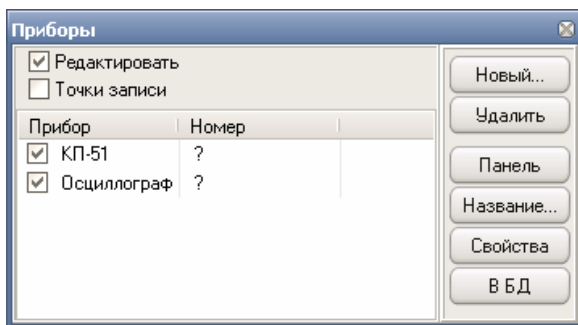 Приборы
Редактировать
Точки записи
Прибор Номер
КП-51 ?
Осциллограф ?
Новый...
Удалить
Панель
Название...
Свойства
В БД